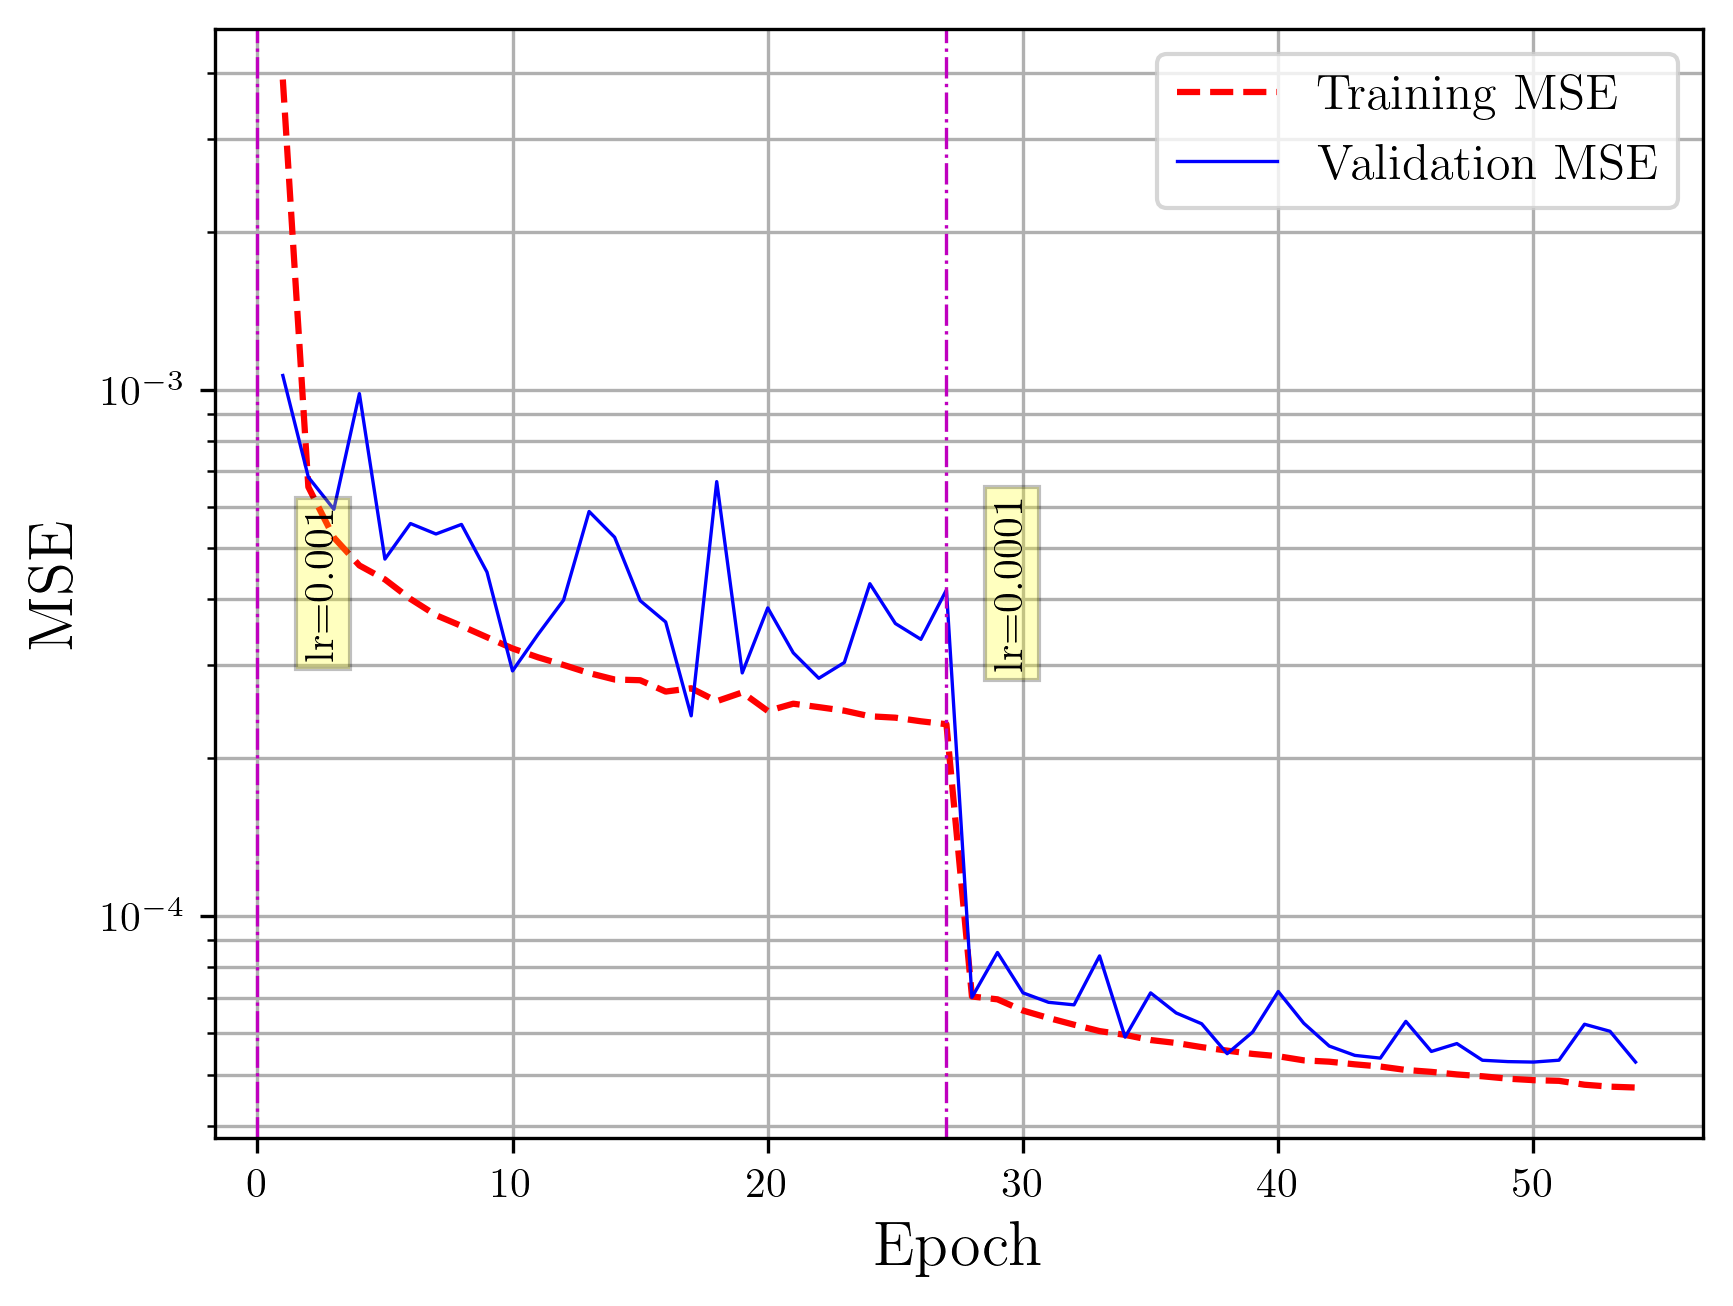 Training MSE
Validation MSE
MSE
10⁻³
10⁻⁴
lr=0.001
lr=0.0001
0 10 20 30 40 50
Epoch